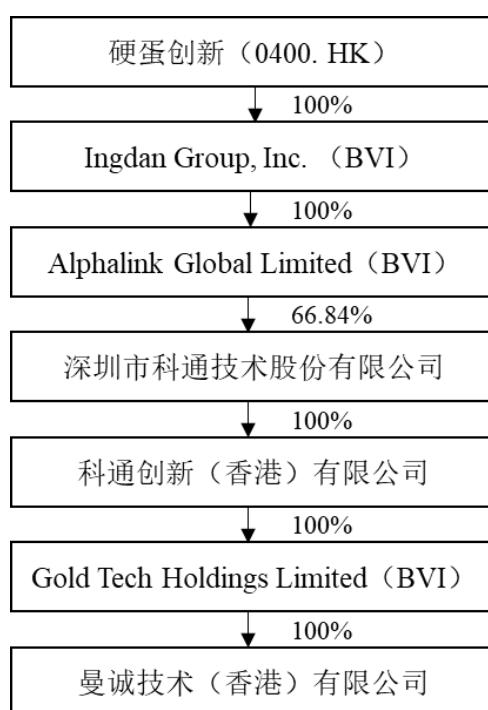 硬蛋创新（0400. HK）
100%
Ingdan Group, Inc. （BVI）
100%
Alphalink Global Limited（BVI）
66.84%
深圳市科通技术股份有限公司
100%
科通创新（香港）有限公司
100%
Gold Tech Holdings Limited（BVI）
100%
曼诚技术（香港）有限公司